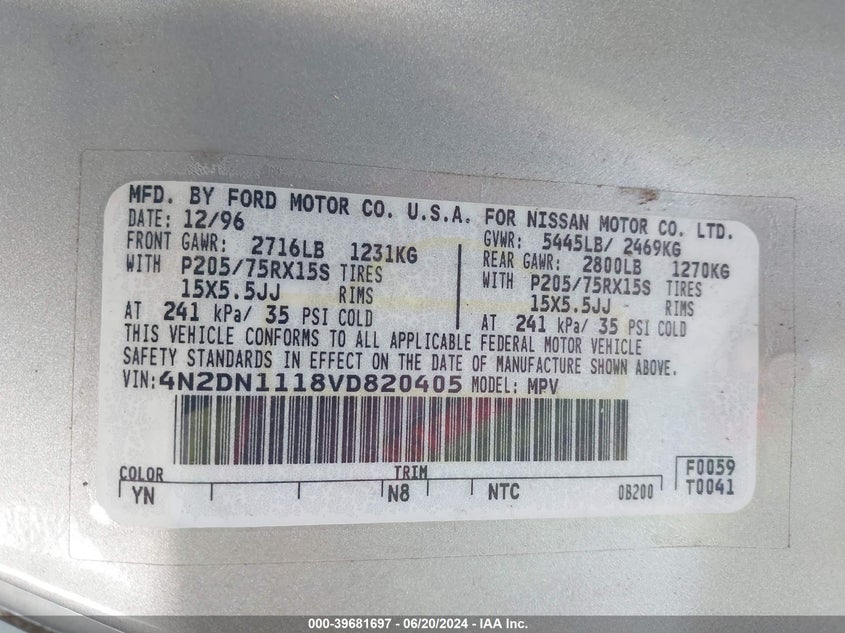 MFD. BY FORD MOTOR CO. U.S.A. FOR NISSAN MOTOR CO. LTD.
DATE: 12/96
FRONT GAWR: 2716LB 1231KG
WITH P205/75RX15S TIRES
15X5.5JJ RIMS
AT 241 kPa/ 35 PSI COLD
GVWR: 5445LB/ 2469KG
REAR GAWR: 2800LB 1270KG
WITH P205/75RX15S TIRES
15X5.5JJ RIMS
AT 241 kPa/ 35 PSI COLD
THIS VEHICLE CONFORMS TO ALL APPLICABLE FEDERAL MOTOR VEHICLE
SAFETY STANDARDS IN EFFECT ON THE DATE OF MANUFACTURE SHOWN ABOVE.
VIN: 4N2DN1118VD820405 MODEL: MPV
COLOR TRIM
YN N8 NTC 0B200
F0059
T0041
000-39681697 - 06/20/2024 - IAA Inc.